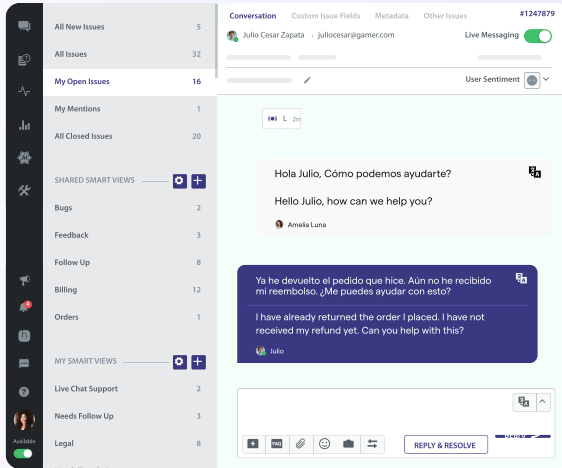 All New Issues 5
All Issues 32
My Open Issues 16
My Mentions 1
All Closed Issues 20
SHARED SMART VIEWS
Bugs 2
Feedback 3
Follow Up 8
Billing 12
Orders 1
MY SMART VIEWS
Live Chat Support 2
Needs Follow Up 3
Legal 8
AI
4
h
Available
Conversation Custom Issue Fields Metadata Other Issues #1247879
Julio Cesar Zapata - juliocesar@gamer.com Live Messaging
User Sentiment
L 2m
Hola Julio, Cómo podemos ayudarte?
Hello Julio, how can we help you?
Amelia Luna
Ya he devuelto el pedido que hice. Aún no he recibido
mi reembolso. ¿Me puedes ayudar con esto?
I have already returned the order I placed. I have not
received my refund yet. Can you help with this?
Julio
FAQ
REPLY & RESOLVE
REPLY